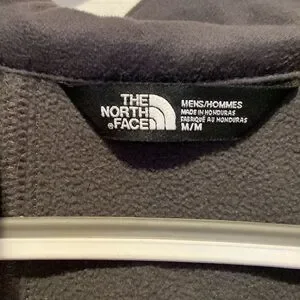 THE
NORTH
®FACE
MENS/HOMMES
MADE IN HONDURAS
FABRIQUÉ AU HONDURAS
M/M